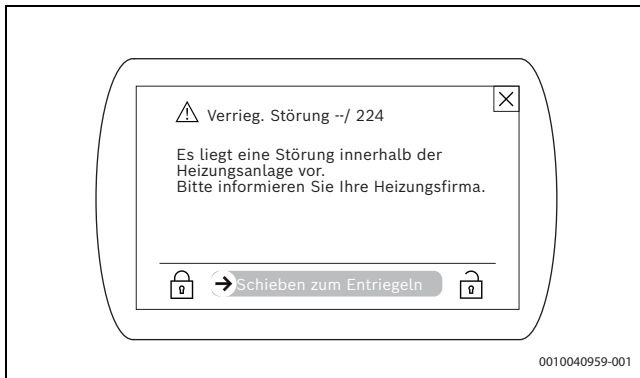 Verrieg. Störung --/ 224
Es liegt eine Störung innerhalb der
Heizungsanlage vor.
Bitte informieren Sie Ihre Heizungsfirma.
Schieben zum Entriegeln
0010040959-001